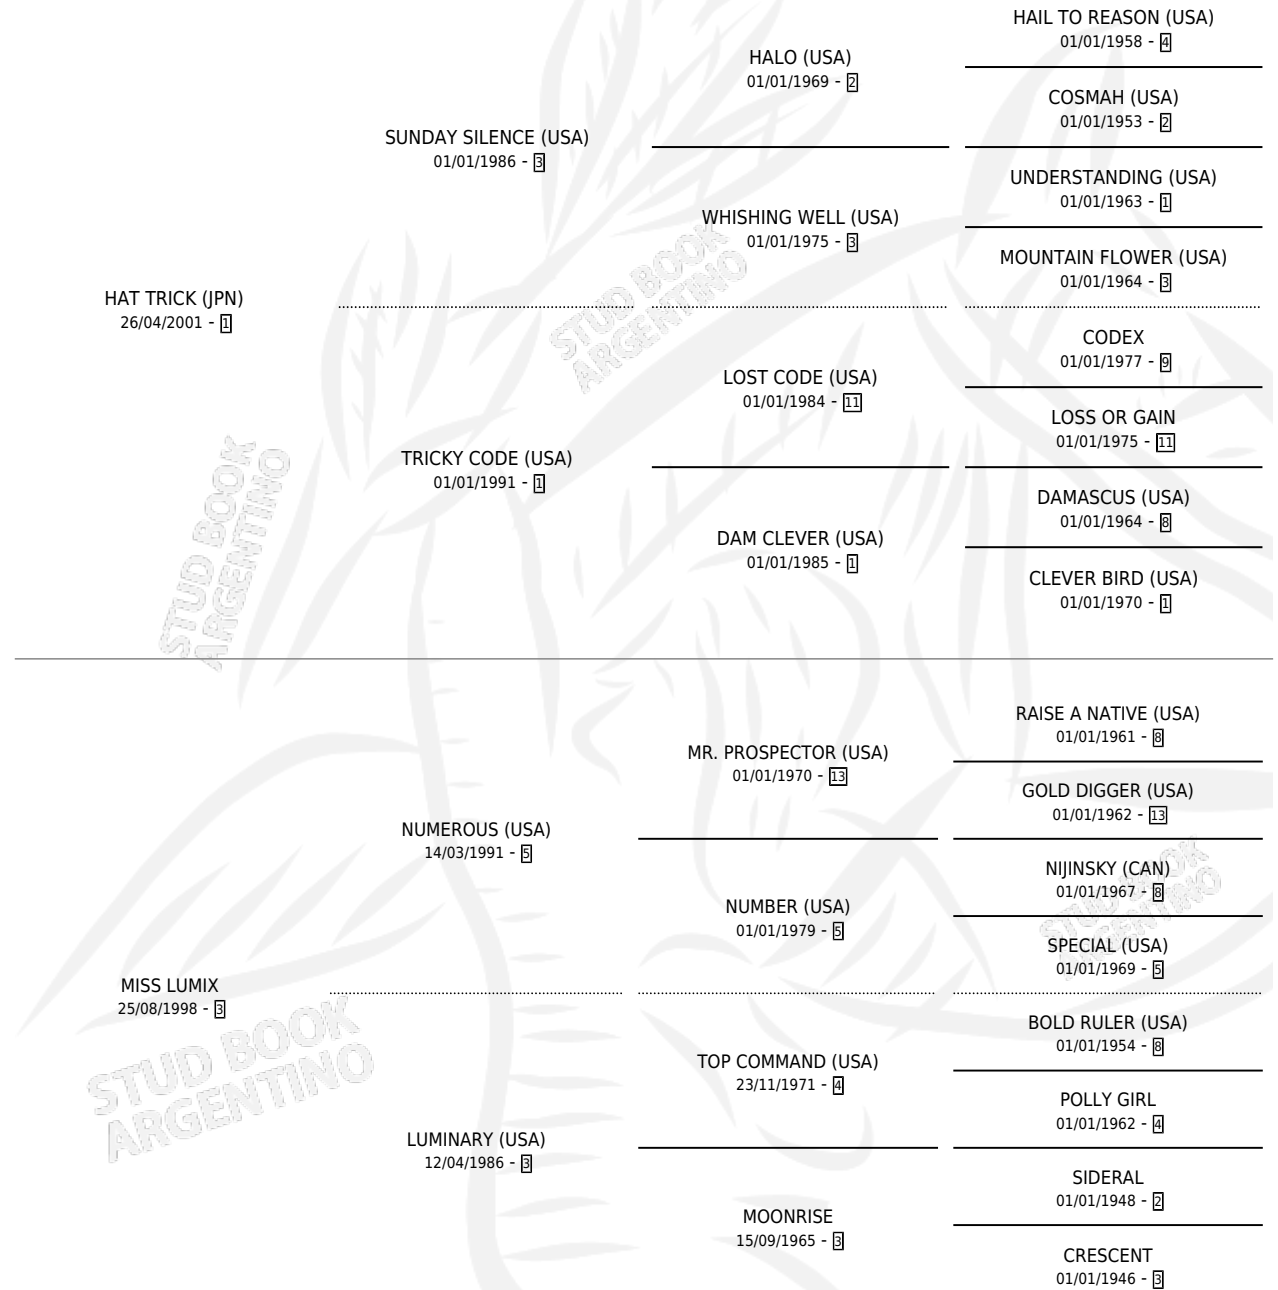 HAIL TO REASON (USA)
01/01/1958 - 4
HALO (USA)
01/01/1969 - 2
COSMAH (USA)
01/01/1953 - 2
SUNDAY SILENCE (USA)
01/01/1986 - 3
UNDERSTANDING (USA)
01/01/1963 - 1
WHISHING WELL (USA)
01/01/1975 - 3
MOUNTAIN FLOWER (USA)
01/01/1964 - 3
HAT TRICK (JPN)
26/04/2001 - 1
CODEX
01/01/1977 - 9
LOST CODE (USA)
01/01/1984 - 11
LOSS OR GAIN
01/01/1975 - 11
TRICKY CODE (USA)
01/01/1991 - 1
DAMASCUS (USA)
01/01/1964 - 8
DAM CLEVER (USA)
01/01/1985 - 1
CLEVER BIRD (USA)
01/01/1970 - 1
RAISE A NATIVE (USA)
01/01/1961 - 8
MR. PROSPECTOR (USA)
01/01/1970 - 13
GOLD DIGGER (USA)
01/01/1962 - 13
NUMEROUS (USA)
14/03/1991 - 5
NIJINSKY (CAN)
01/01/1967 - 8
NUMBER (USA)
01/01/1979 - 5
SPECIAL (USA)
01/01/1969 - 5
MISS LUMIX
25/08/1998 - 3
BOLD RULER (USA)
01/01/1954 - 8
TOP COMMAND (USA)
23/11/1971 - 4
POLLY GIRL
01/01/1962 - 4
LUMINARY (USA)
12/04/1986 - 3
SIDERAL
01/01/1948 - 2
MOONRISE
15/09/1965 - 3
CRESCENT
01/01/1946 - 3
STUD BOOK
ARGENTINO
STUD BOOK
ARGENTINO
STUD BOOK
ARGENTINO
STUD BOOK
ARGENTINO